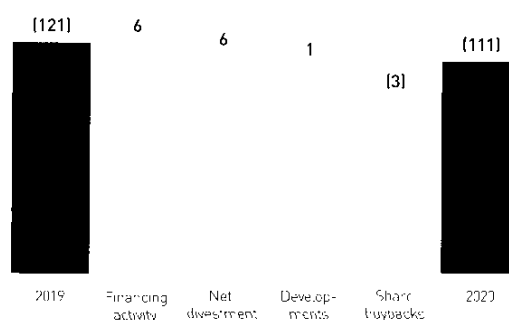 (121) 6 6 1 (3) (111)
2019 Financing Net Develop- Share 2020
activity divestment ments buybacks